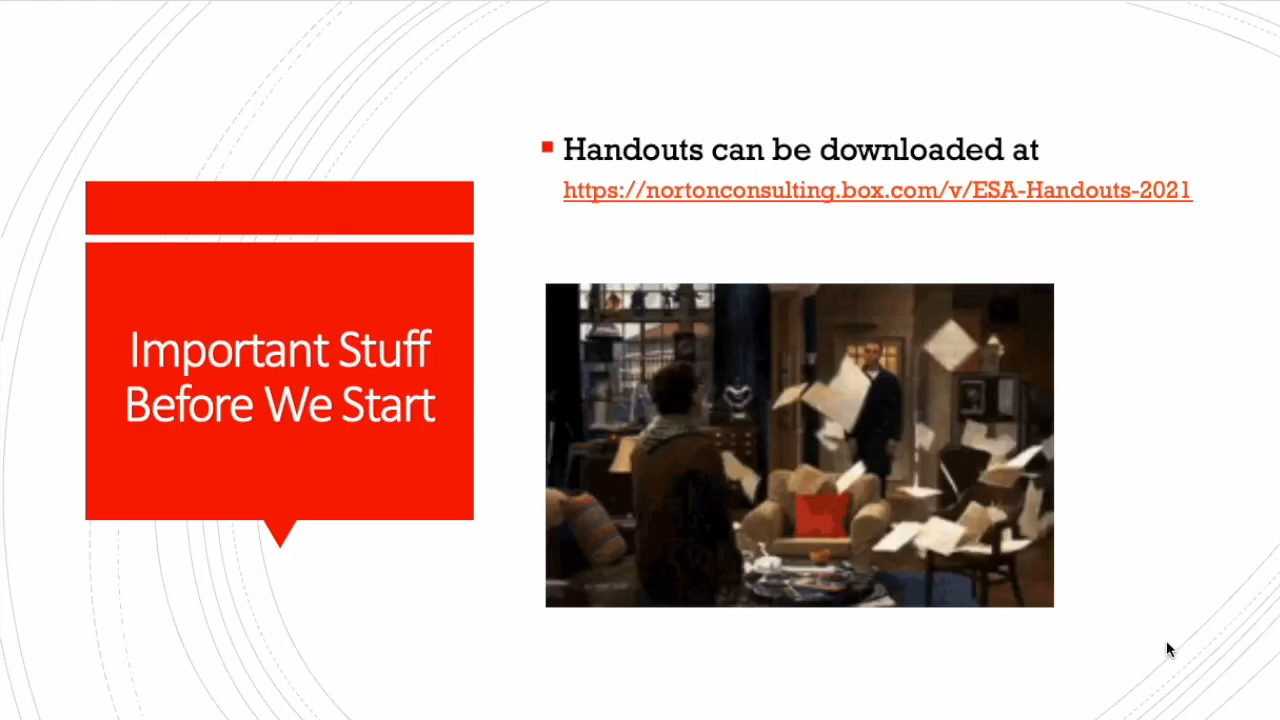 Important Stuff
Before We Start
Handouts can be downloaded at
https://nortonconsulting.box.com/v/ESA-Handouts-2021